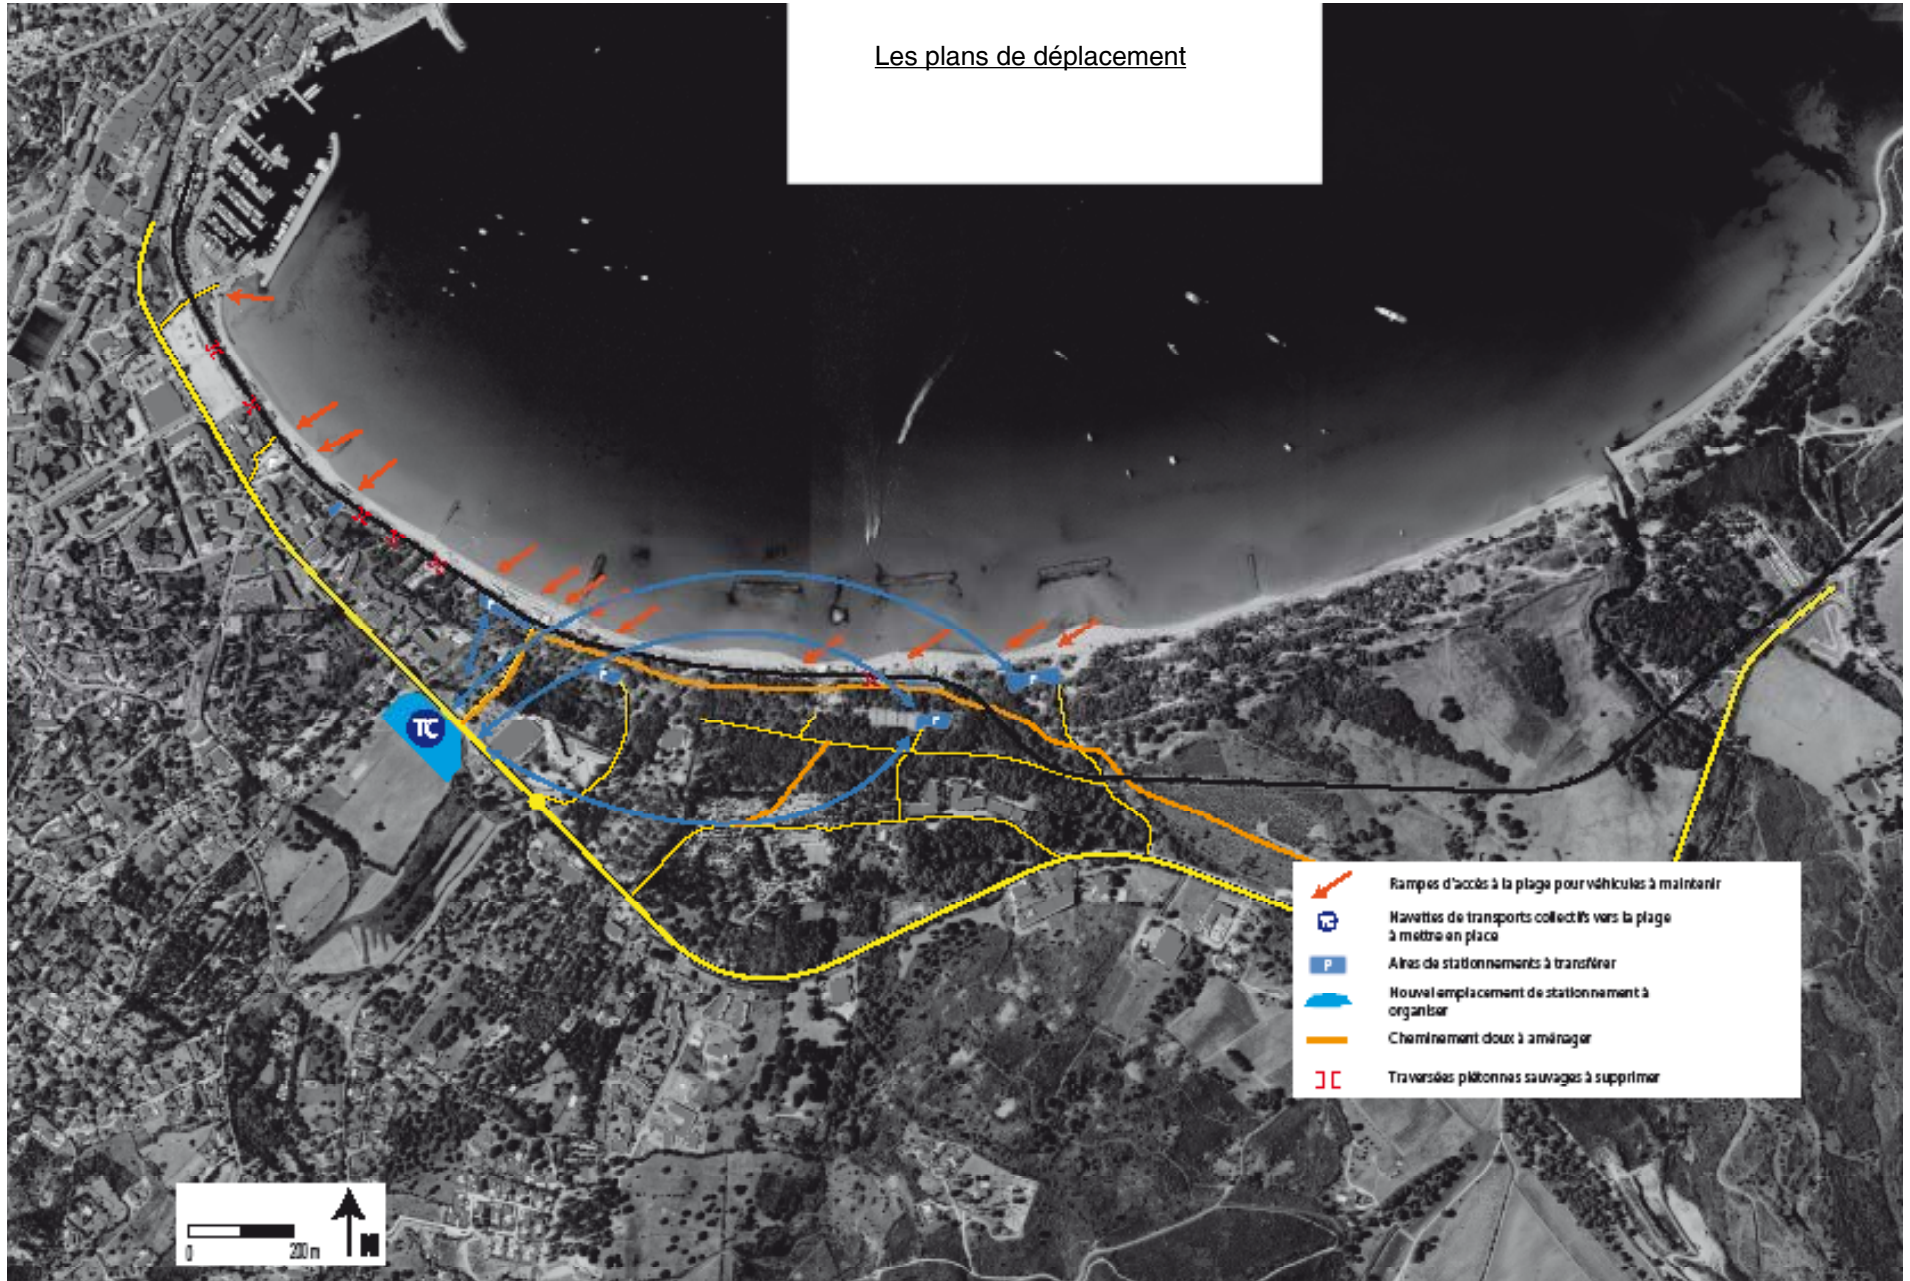 Les plans de déplacement
P
P
P
P
TC
Rampes d'accès à la plage pour véhicules à maintenir
TC
Navettes de transports collectifs vers la plage
à mettre en place
P
Aires de stationnements à transférer
Nouvel emplacement de stationnement à
organiser
Cheminement doux à aménager
Traversées piétonnes sauvages à supprimer
0
200 m
N